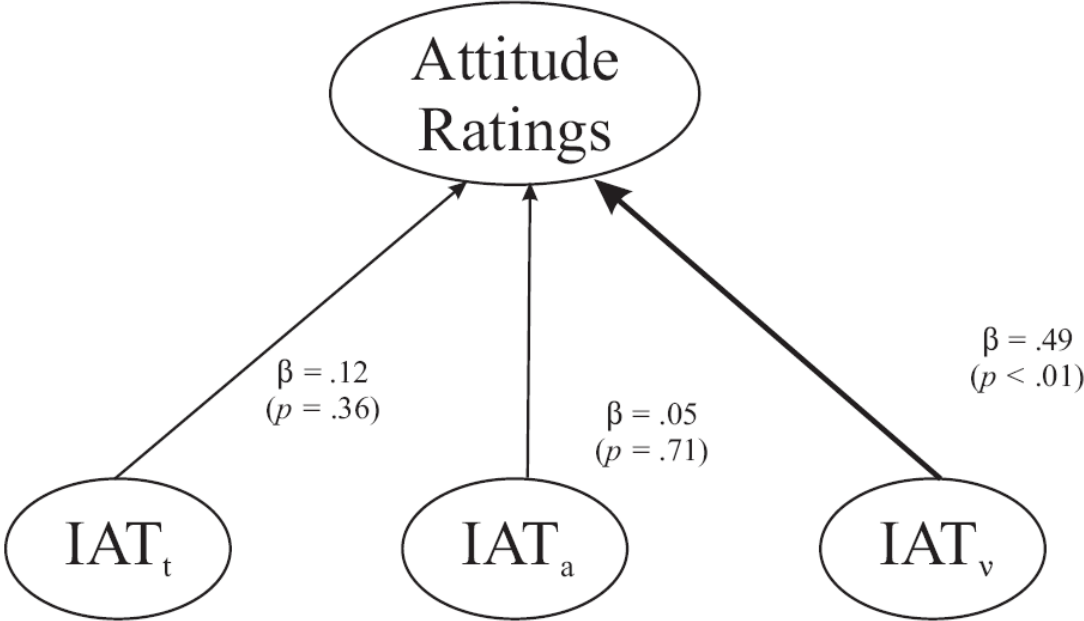 Attitude
Ratings
β = .12
(p = .36)
β = .05
(p = .71)
β = .49
(p < .01)
IATₜ
IATₐ
IATᵥ